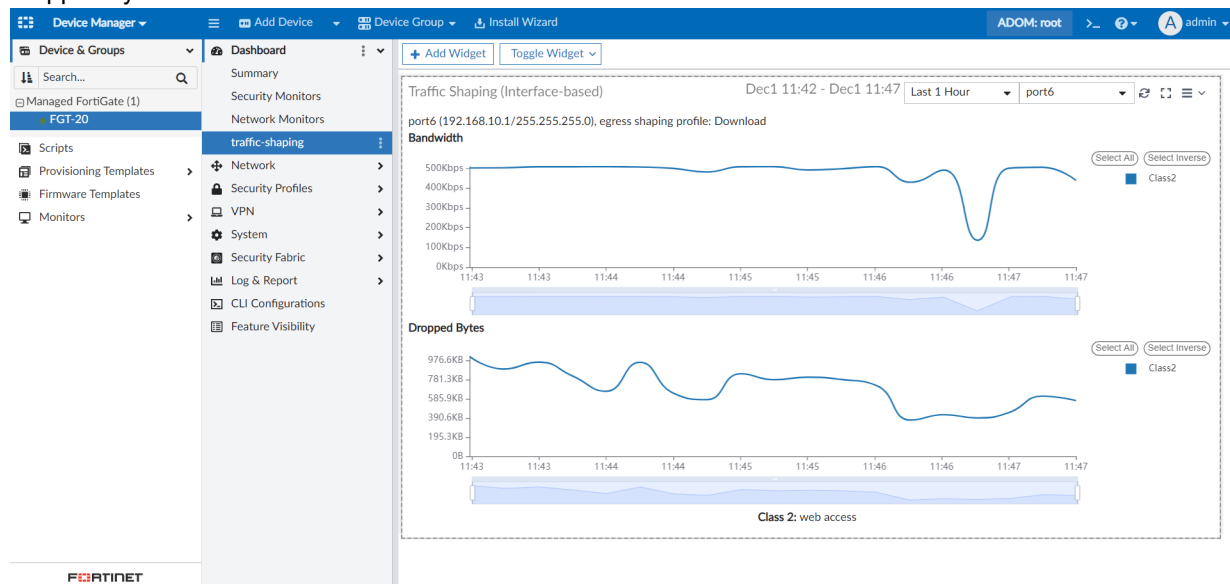 Device Manager
Add Device
Device Group
Install Wizard
ADOM: root
>_
?
A admin
Device & Groups
Search...
Managed FortiGate (1)
FGT-20
Scripts
Provisioning Templates
Firmware Templates
Monitors
FORTINET
Dashboard
Summary
Security Monitors
Network Monitors
traffic-shaping
Network
Security Profiles
VPN
System
Security Fabric
Log & Report
CLI Configurations
Feature Visibility
+ Add Widget
Toggle Widget
Traffic Shaping (Interface-based)
Dec1 11:42 - Dec1 11:47
Last 1 Hour
port6
port6 (192.168.10.1/255.255.255.0), egress shaping profile: Download
Bandwidth
Select All Select Inverse
Class2
500Kbps
400Kbps
300Kbps
200Kbps
100Kbps
0Kbps
11:43 11:43 11:44 11:44 11:45 11:45 11:46 11:46 11:47 11:47
Dropped Bytes
Select All Select Inverse
Class2
976.6KB
781.3KB
585.9KB
390.6KB
195.3KB
0B
11:43 11:43 11:44 11:44 11:45 11:45 11:46 11:46 11:47 11:47
Class 2: web access